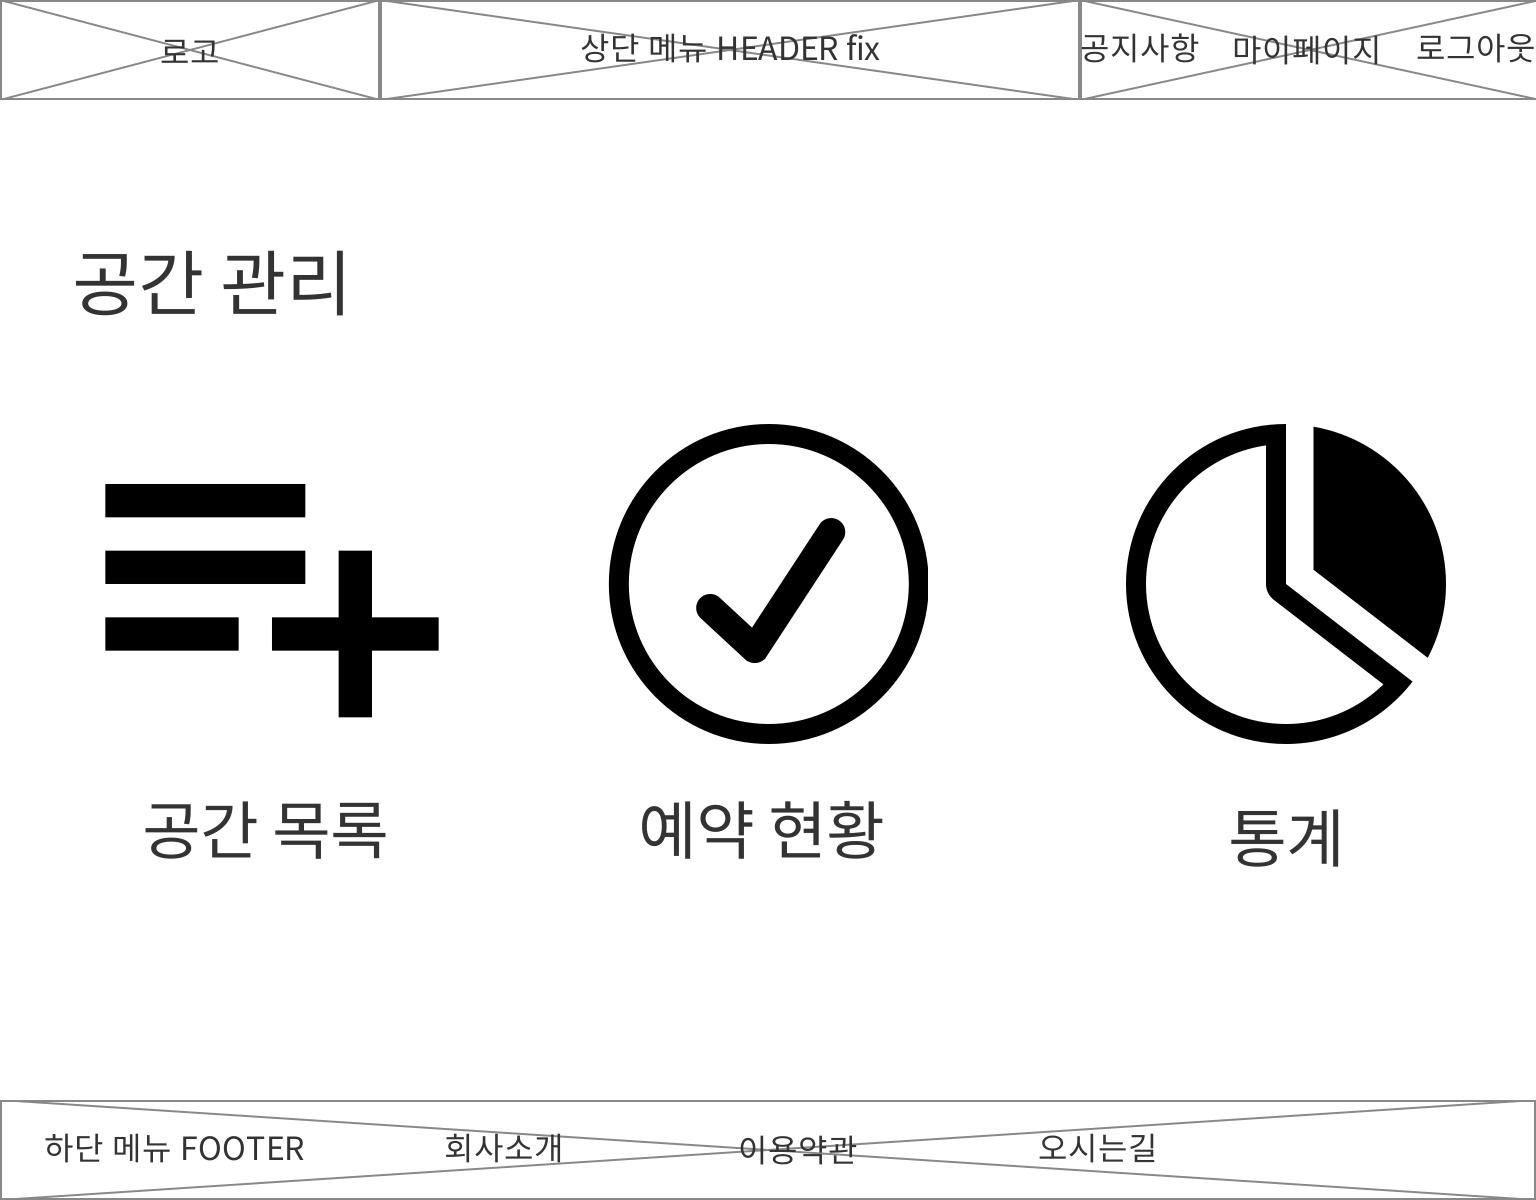 로고
상단 메뉴 HEADER fix
공지사항 마이페이지 로그아웃
공간 관리
공간 목록
예약 현황
통계
하단 메뉴 FOOTER
회사소개
이용약관
오시는길